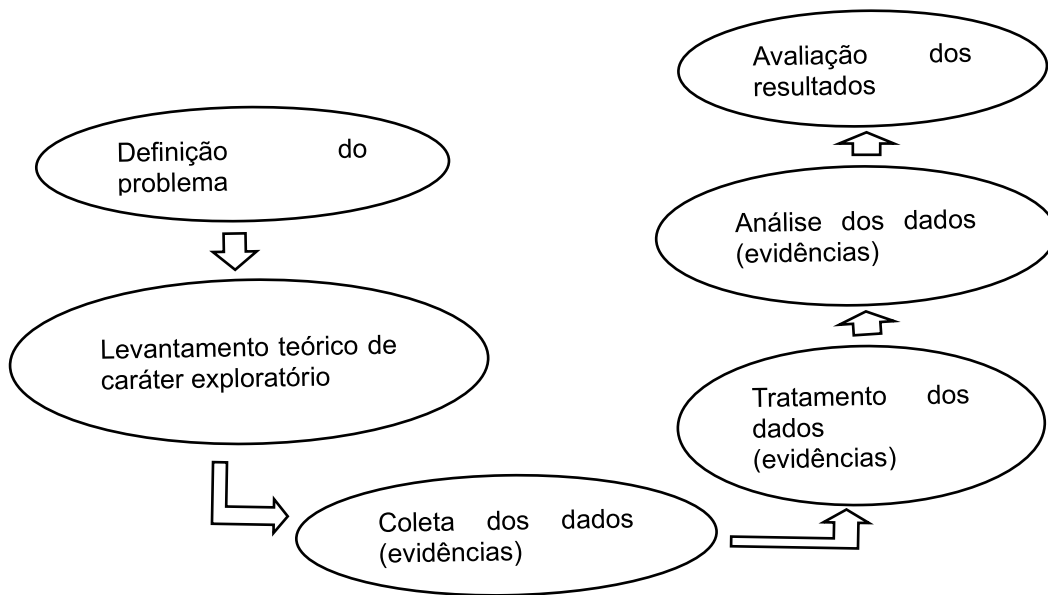 Definição do
problema
Levantamento teórico de
caráter exploratório
Coleta dos dados
(evidências)
Tratamento dos
dados
(evidências)
Análise dos dados
(evidências)
Avaliação dos
resultados